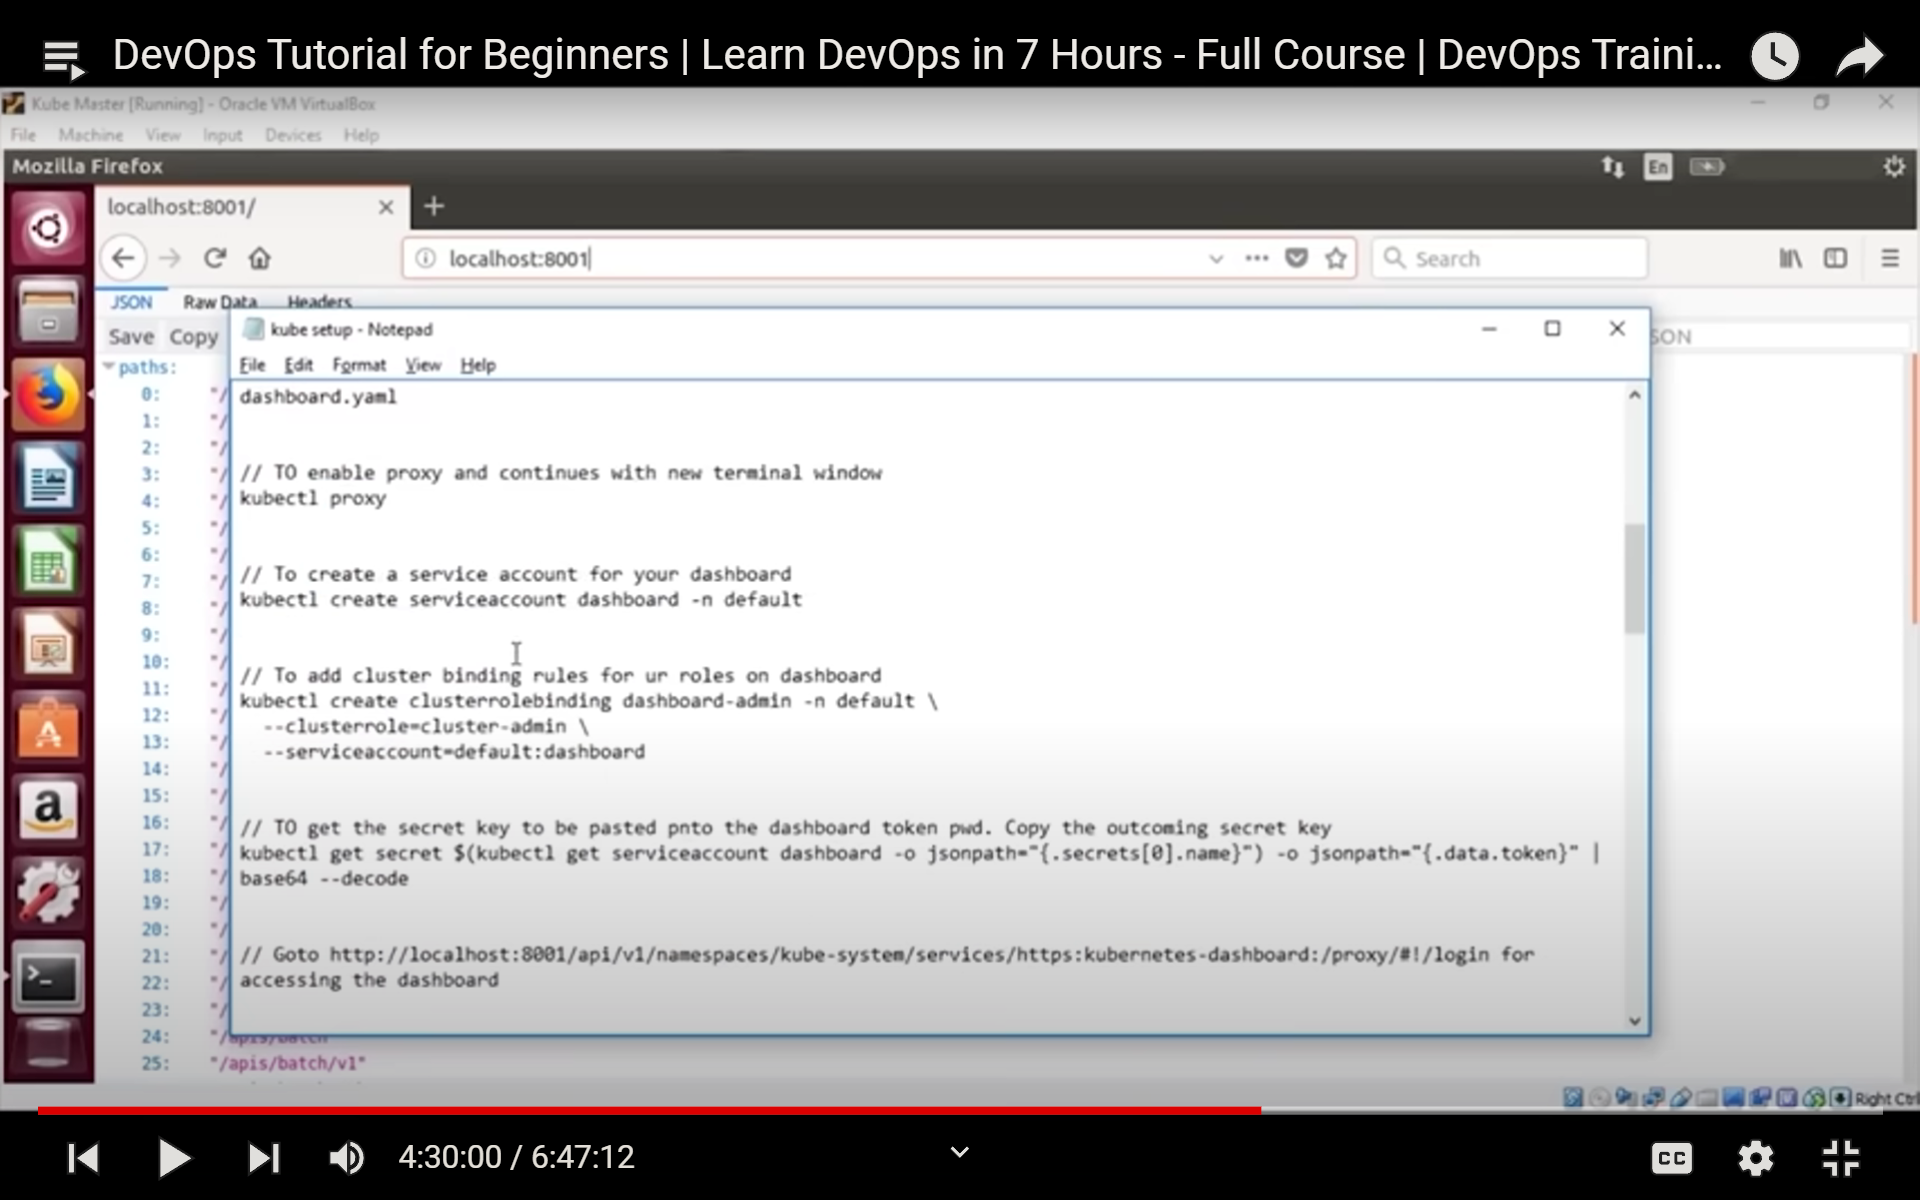 DevOps Tutorial for Beginners | Learn DevOps in 7 Hours - Full Course | DevOps Traini...
Kube Master [Running] - Oracle VM VirtualBox
File Machine View Input Devices Help
Mozilla Firefox
En
localhost:8001/
localhost:8001
Search
JSON Raw Data Headers
Save Copy
SON
kube setup - Notepad
File Edit Format View Help
paths:
0: "/
1: "/
2: "/
3: "/
4: "/
5: "/
6: "/
7: "/
8: "/
9: "/
10: "/
11: "/
12: "/
13: "/
14: "/
15: "/
16: "/
17: "/
18: "/
19: "/
20: "/
21: "/
22: "/
23: "/
24: "/apis/batch"
25: "/apis/batch/v1"
dashboard.yaml
// TO enable proxy and continues with new terminal window
kubectl proxy
// To create a service account for your dashboard
kubectl create serviceaccount dashboard -n default
// To add cluster binding rules for ur roles on dashboard
kubectl create clusterrolebinding dashboard-admin -n default \
--clusterrole=cluster-admin \
--serviceaccount=default:dashboard
// TO get the secret key to be pasted pnto the dashboard token pwd. Copy the outcoming secret key
kubectl get secret $(kubectl get serviceaccount dashboard -o jsonpath="{.secrets[0].name}") -o jsonpath="{.data.token}" |
base64 --decode
// Goto http://localhost:8001/api/v1/namespaces/kube-system/services/https:kubernetes-dashboard:/proxy/#!/login for
accessing the dashboard
Right Ctrl
4:30:00 / 6:47:12
CC